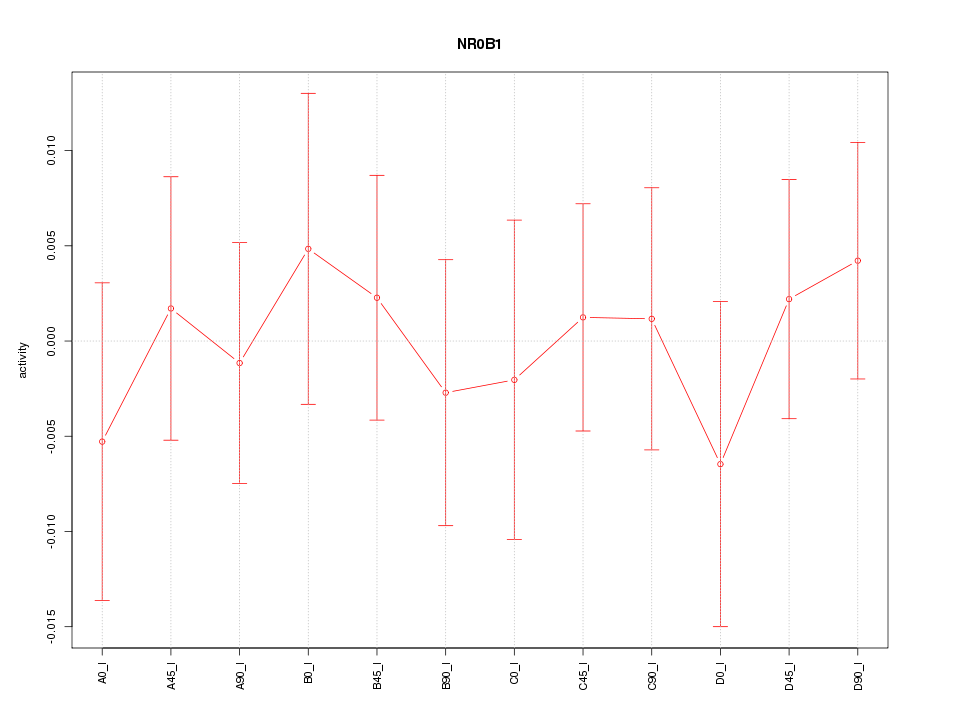 NR0B1
activity
0.010
0.005
0.000
-0.005
-0.010
-0.015
A0_I
A45_I
A90_I
B0_I
B45_I
B90_I
C0_I
C45_I
C90_I
D0_I
D45_I
D90_I